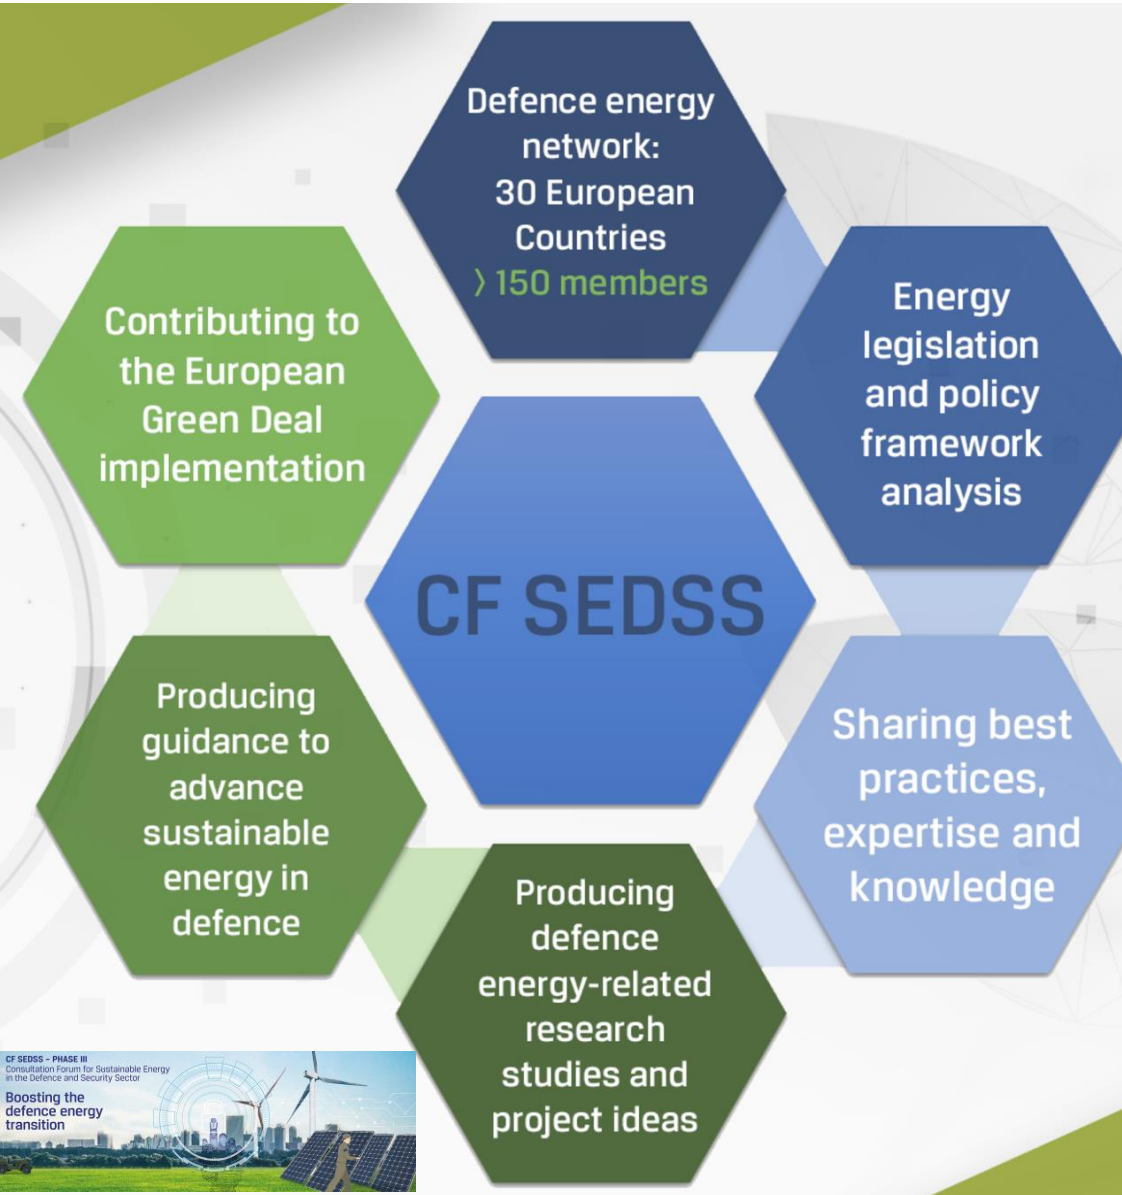 Defence energy
network:
30 European
Countries
> 150 members
Energy
legislation
and policy
framework
analysis
Sharing best
practices,
expertise and
knowledge
Producing
defence
energy-related
research
studies and
project ideas
Producing
guidance to
advance
sustainable
energy in
defence
Contributing to
the European
Green Deal
implementation
CF SEDSS
CF SEDSS – PHASE III
Consultation Forum for Sustainable Energy
in the Defence and Security Sector
Boosting the
defence energy
transition